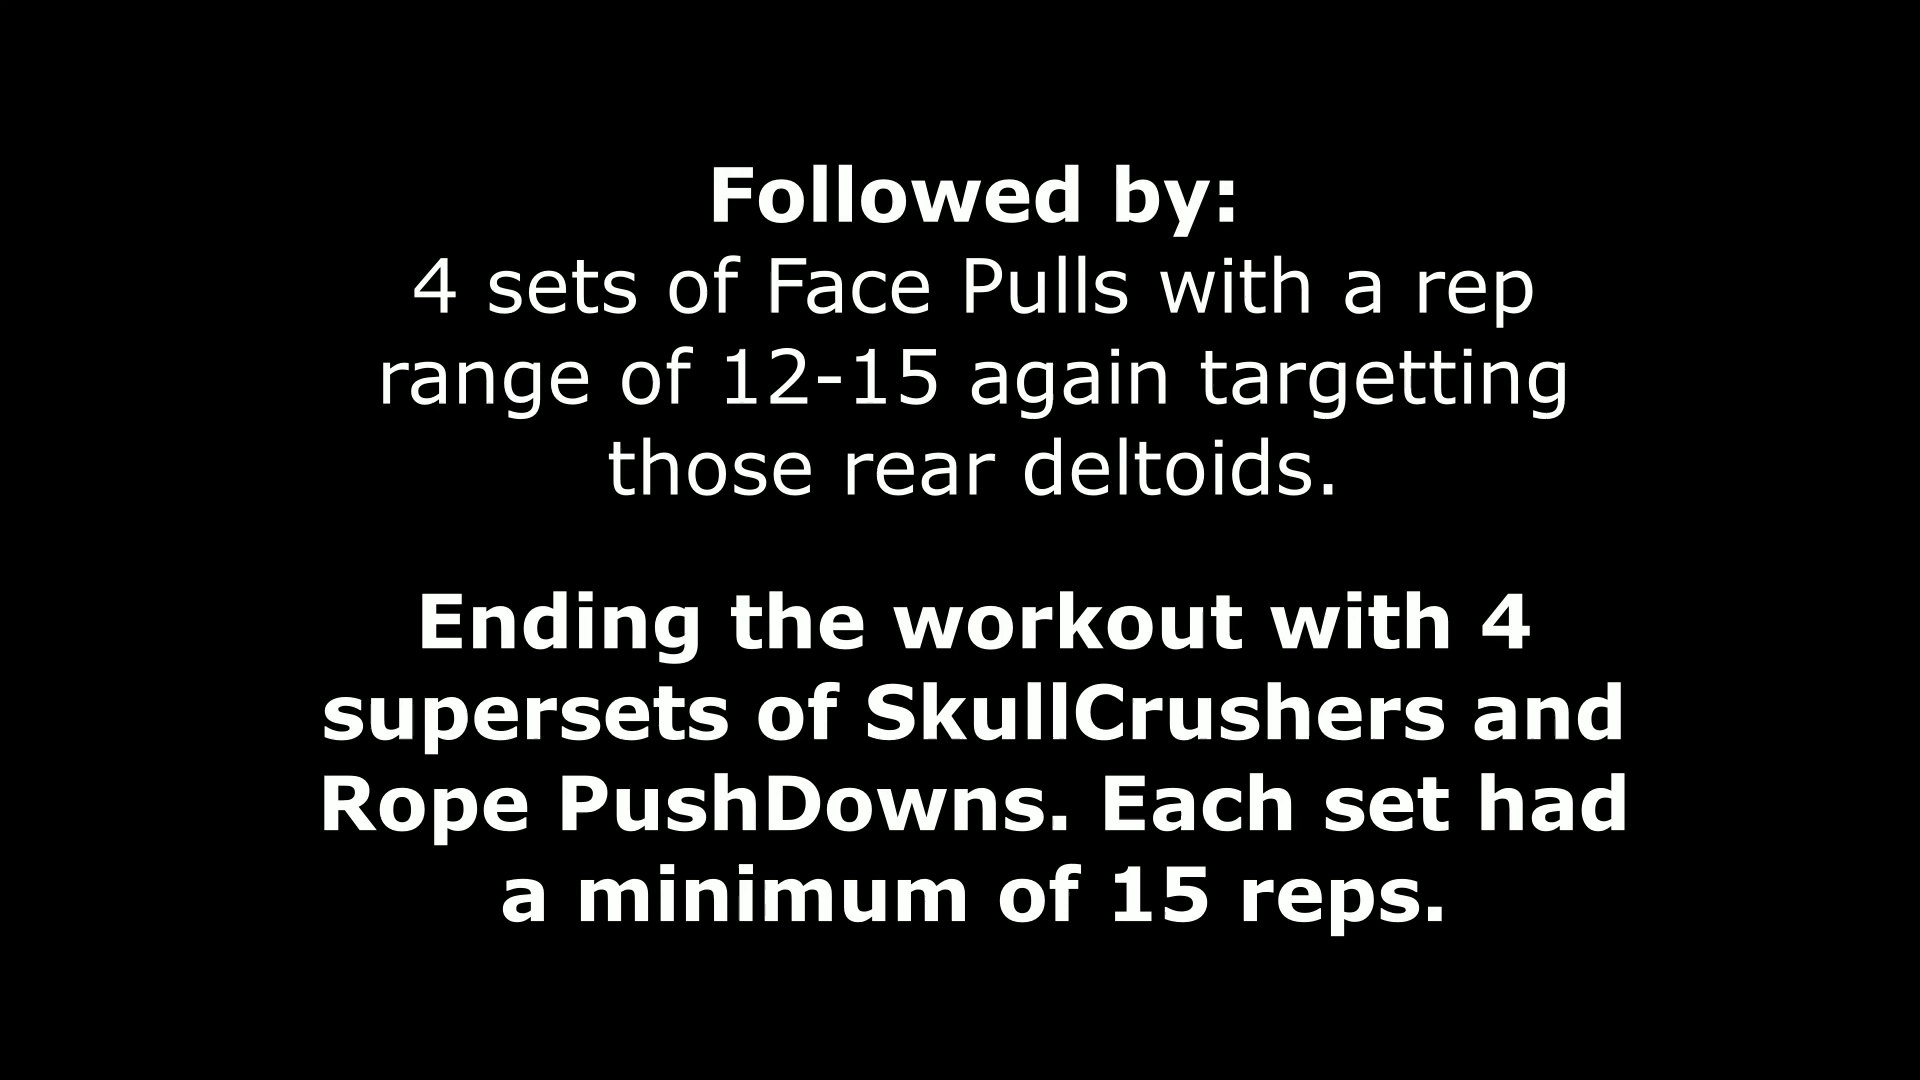 Followed by:
4 sets of Face Pulls with a rep
range of 12-15 again targetting
those rear deltoids.
Ending the workout with 4
supersets of SkullCrushers and
Rope PushDowns. Each set had
a minimum of 15 reps.